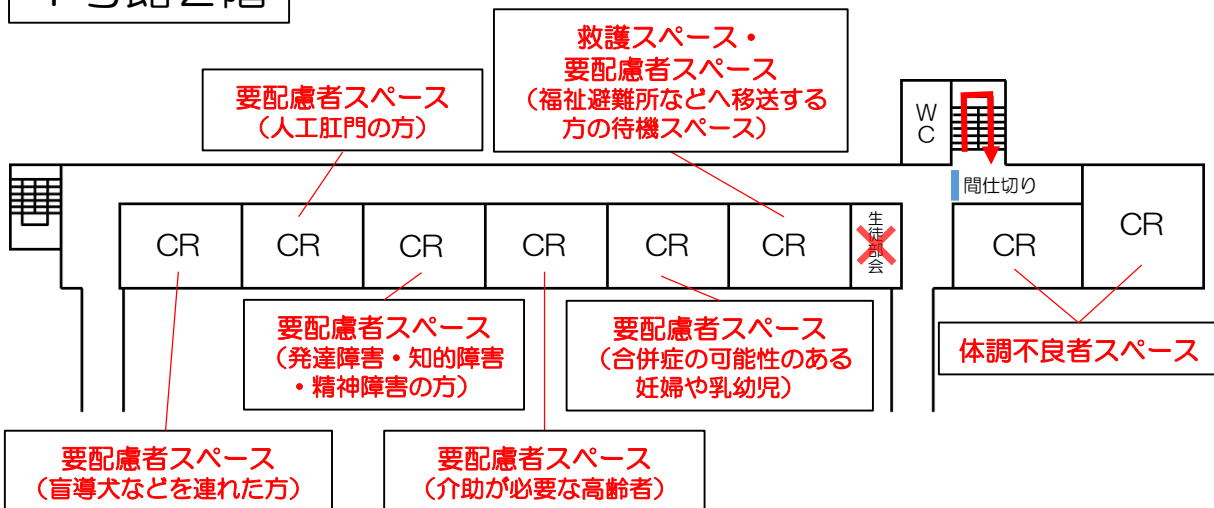 救護スペース・
要配慮者スペース
（福祉避難所などへ移送する
方の待機スペース）
要配慮者スペース
（人工肛門の方）
WC
間仕切り
CR
CR
CR
CR
CR
CR
生徒部会
CR
CR
要配慮者スペース
（発達障害・知的障害
・精神障害の方）
要配慮者スペース
（合併症の可能性のある
妊婦や乳幼児）
体調不良者スペース
要配慮者スペース
（盲導犬などを連れた方）
要配慮者スペース
（介助が必要な高齢者）